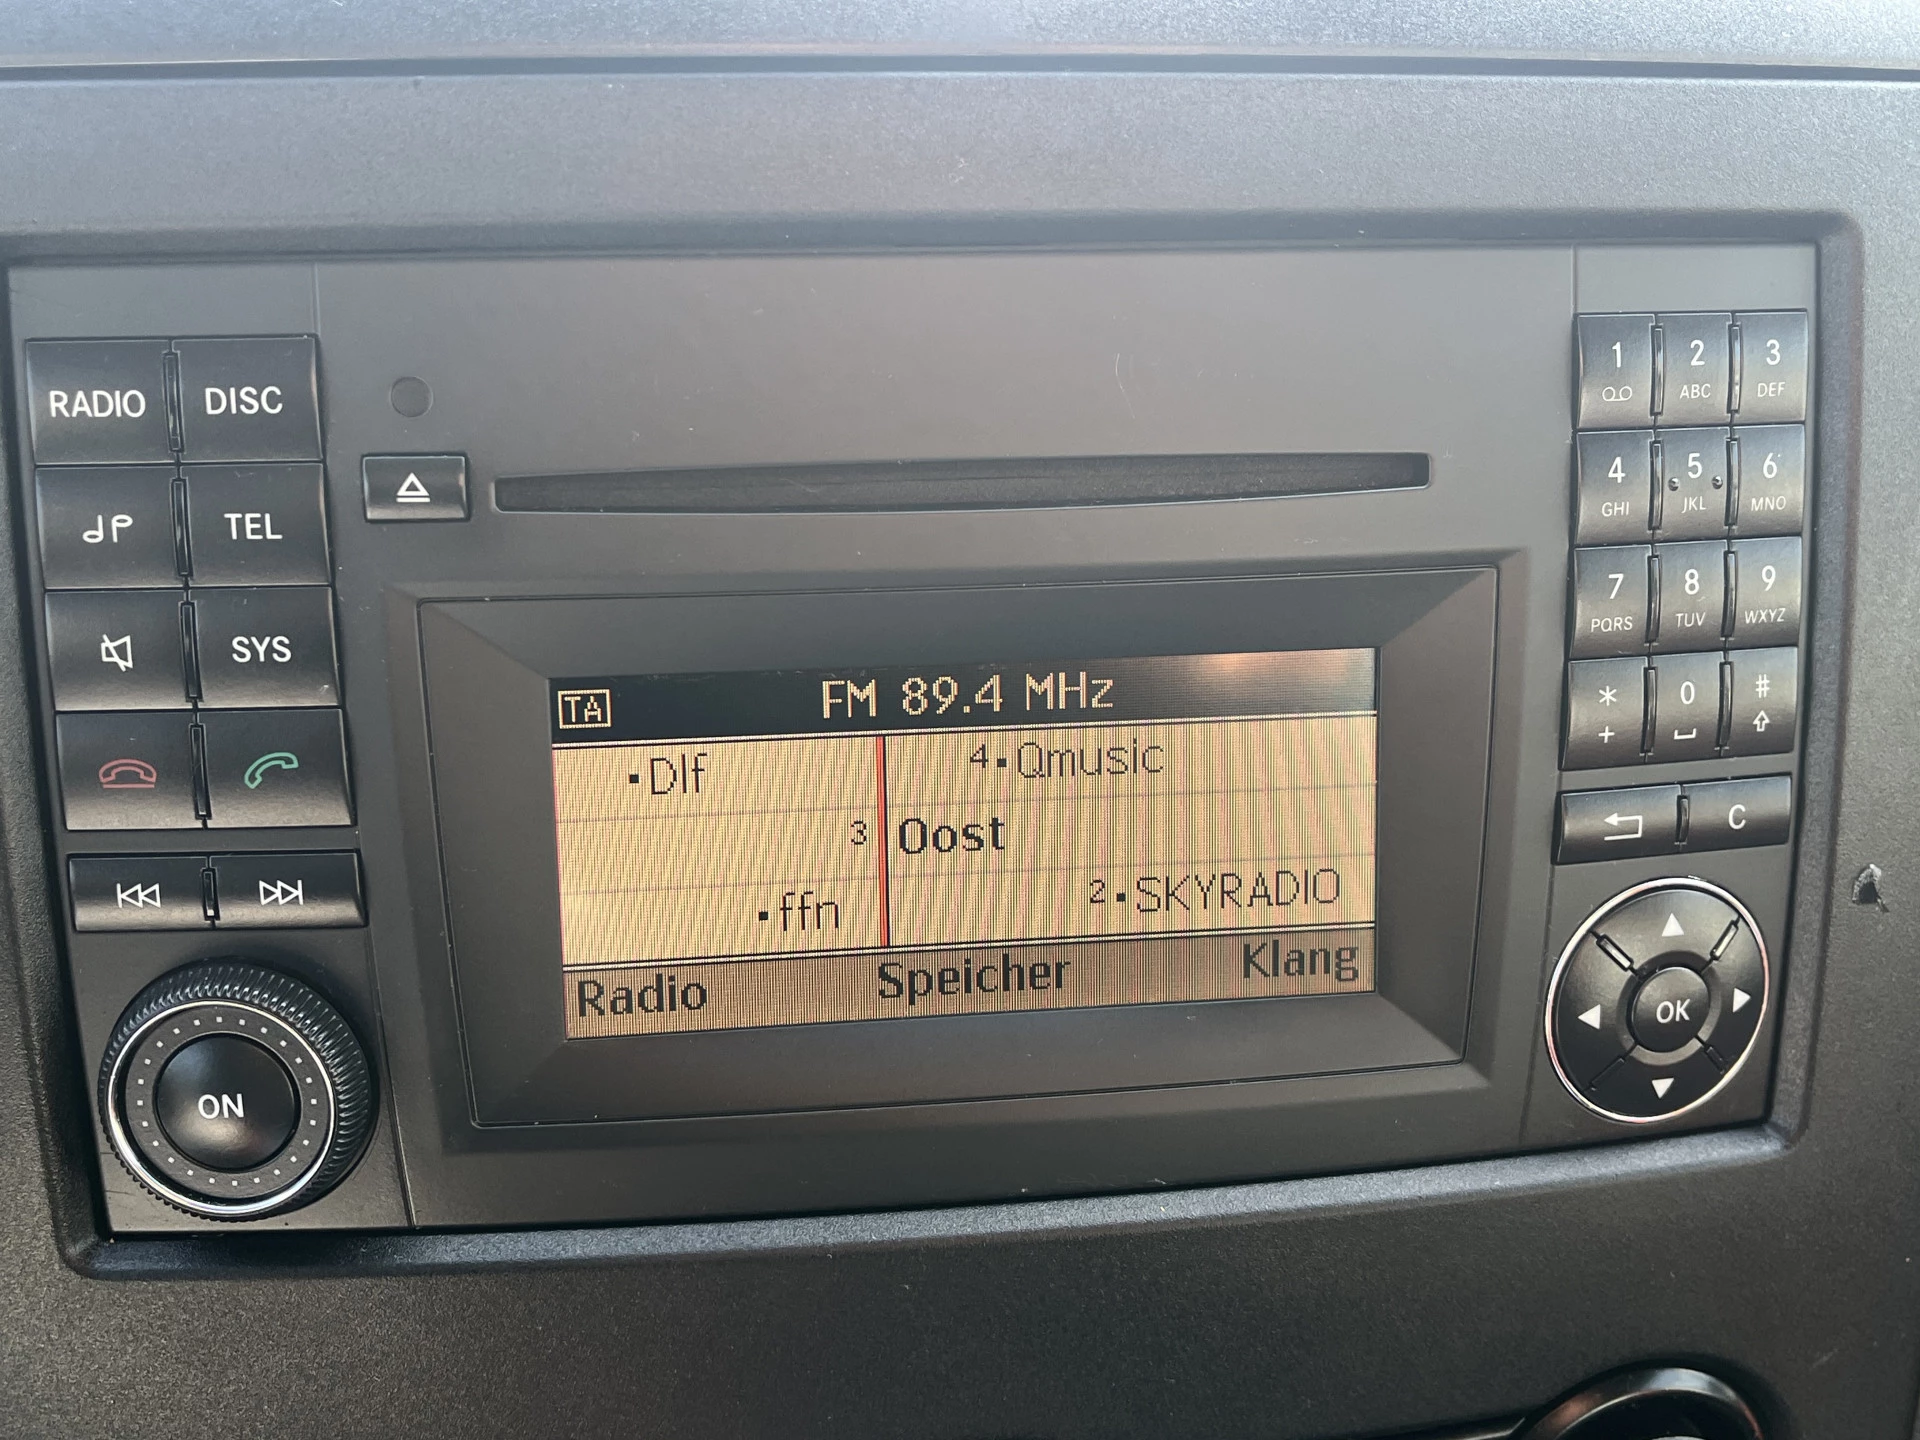 RADIO DISC
TEL
SYS
ON
TA FM 89.4 MHz
Dlf 4 Qmusic
3 Oost
ffn 2 SKYRADIO
Radio Speicher Klang
1 2 3
ABC DEF
4 5 6
GHI JKL MNO
7 8 9
PQRS TUV WXYZ
* 0 #
+
C
OK